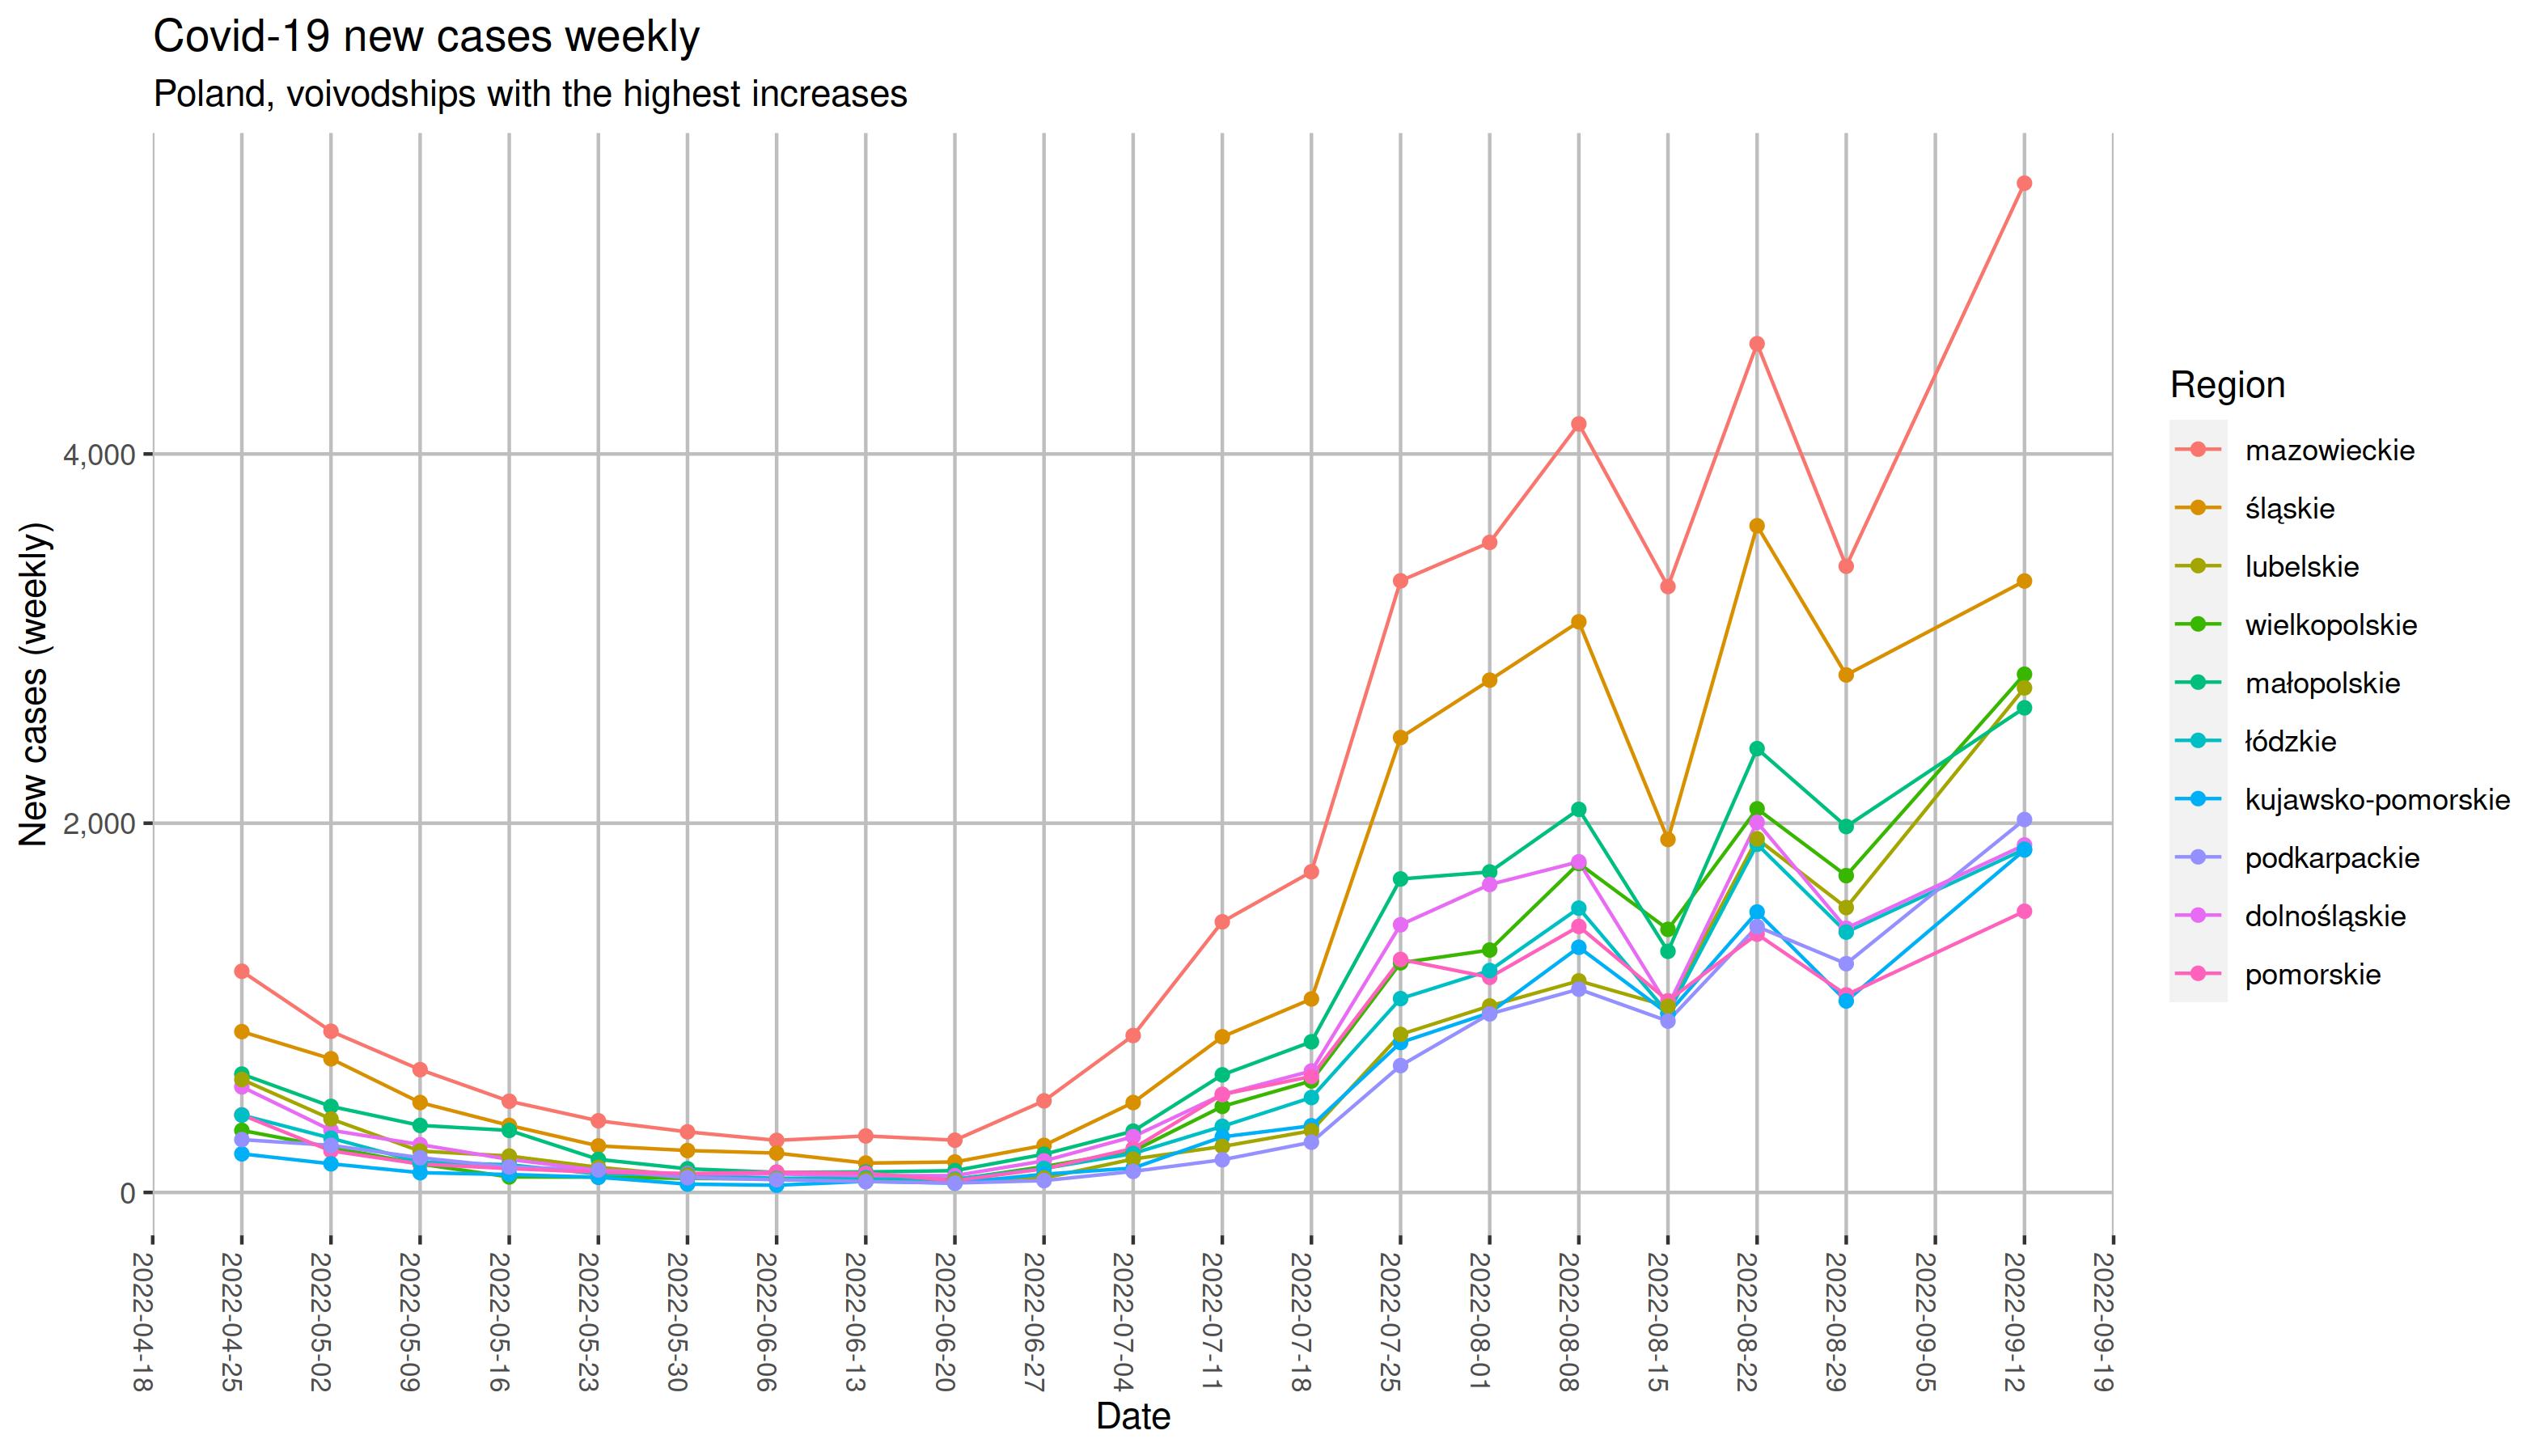 Covid-19 new cases weekly
Poland, voivodships with the highest increases
New cases (weekly)
4,000
2,000
0
2022-04-18
2022-04-25
2022-05-02
2022-05-09
2022-05-16
2022-05-23
2022-05-30
2022-06-06
2022-06-13
2022-06-20
2022-06-27
2022-07-04
2022-07-11
2022-07-18
2022-07-25
2022-08-01
2022-08-08
2022-08-15
2022-08-22
2022-08-29
2022-09-05
2022-09-12
2022-09-19
Date
Region
mazowieckie
śląskie
lubelskie
wielkopolskie
małopolskie
łódzkie
kujawsko-pomorskie
podkarpackie
dolnośląskie
pomorskie